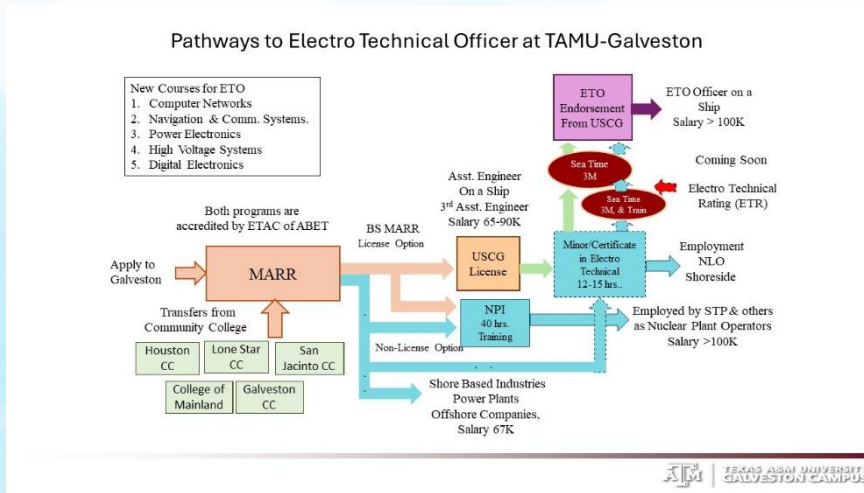 Pathways to Electro Technical Officer at TAMU-Galveston
New Courses for ETO
1. Computer Networks
2. Navigation & Comm. Systems.
3. Power Electronics
4. High Voltage Systems
5. Digital Electronics
ETO
Endorsement
From USCG
ETO Officer on a
Ship
Salary > 100K
Sea Time
3M
Coming Soon
Sea Time
3M, & Train
Electro Technical
Rating (ETR)
Asst. Engineer
On a Ship
3rd Asst. Engineer
Salary 65-90K
Both programs are
accredited by ETAC of ABET
BS MARR
License Option
Apply to
Galveston
MARR
USCG
License
Minor/Certificate
in Electro
Technical
12-15 hrs..
Employment
NLO
Shoreside
NPI
40 hrs.
Training
Employed by STP & others
as Nuclear Plant Operators
Salary >100K
Transfers from
Community College
Non-License Option
Houston
CC
Lone Star
CC
San
Jacinto CC
College of
Mainland
Galveston
CC
Shore Based Industries
Power Plants
Offshore Companies,
Salary 67K
ĀM
TEXAS A&M UNIVERSITY
GALVESTON CAMPUS